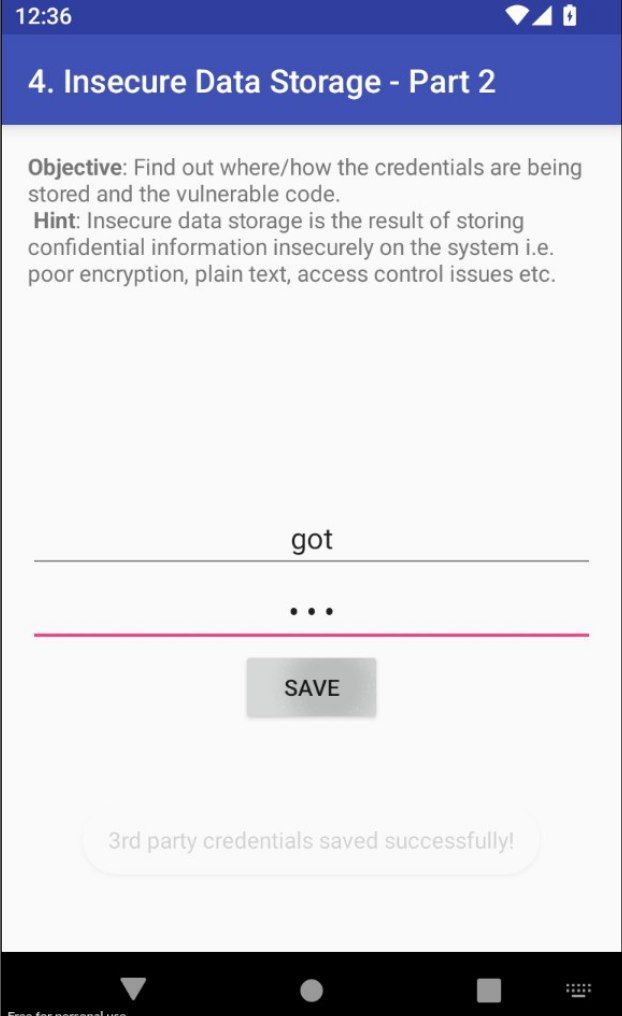 12:36
4. Insecure Data Storage - Part 2
Objective: Find out where/how the credentials are being
stored and the vulnerable code.
Hint: Insecure data storage is the result of storing
confidential information insecurely on the system i.e.
poor encryption, plain text, access control issues etc.
got
•••
SAVE
3rd party credentials saved successfully!
Free for personal use